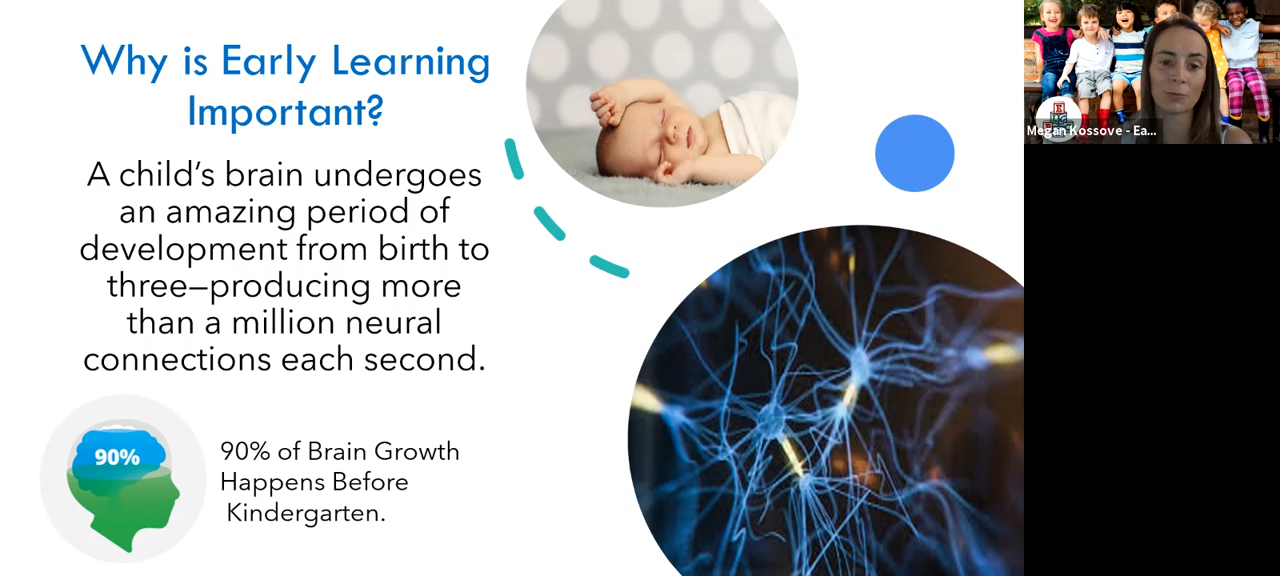 Why is Early Learning
Important?
A child's brain undergoes
an amazing period of
development from birth to
three—producing more
than a million neural
connections each second.
90%
90% of Brain Growth
Happens Before
Kindergarten.
Megan Kossove - Ea...